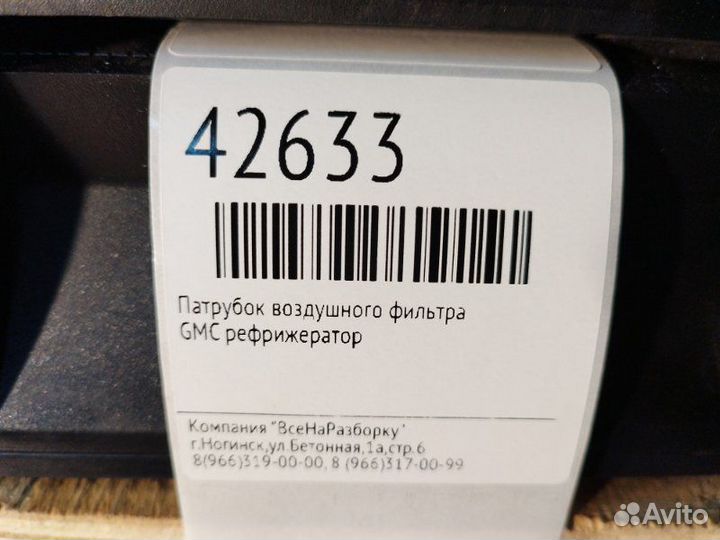 42633
Патрубок воздушного фильтра
GMC рефрижератор
Компания "ВсеНаРазборку"
г.Ногинск,ул.Бетонная,1а,стр.6
8(966)319-00-00, 8 (966)317-00-99
Avito